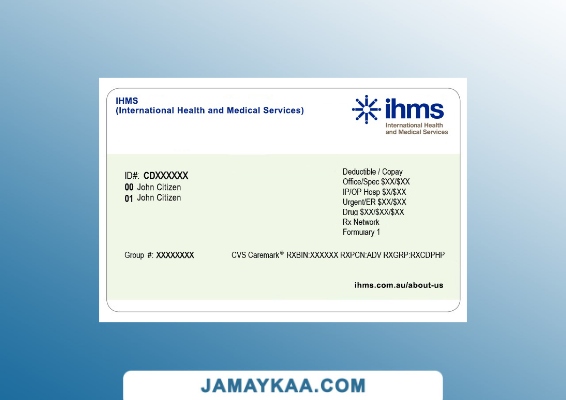 IHMS
(International Health and Medical Services)
ihms
International Health
and Medical Services
ID#: CDXXXXXX
00 John Citizen
01 John Citizen
Deductible / Copay
Office/Spec $XX/$XX
IP/OP Hosp $X/$XX
Urgent/ER $XX/$XX
Drug $XX/$XX/$XX
Rx Network
Formulary 1
Group #: XXXXXXXX
CVS Caremark® RXBIN:XXXXXX RXPCN:ADV RXGRP:RXCDPHP
ihms.com.au/about-us
JAMAYKAA.COM